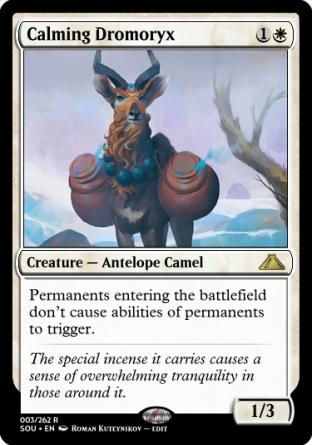 Calming Dromoryx 1
Creature — Antelope Camel
Permanents entering the battlefield
don't cause abilities of permanents
to trigger.
The special incense it carries causes a
sense of overwhelming tranquility in
those around it.
1/3
003/262 R
SOU • EN Roman Kuteynikov — EDIT